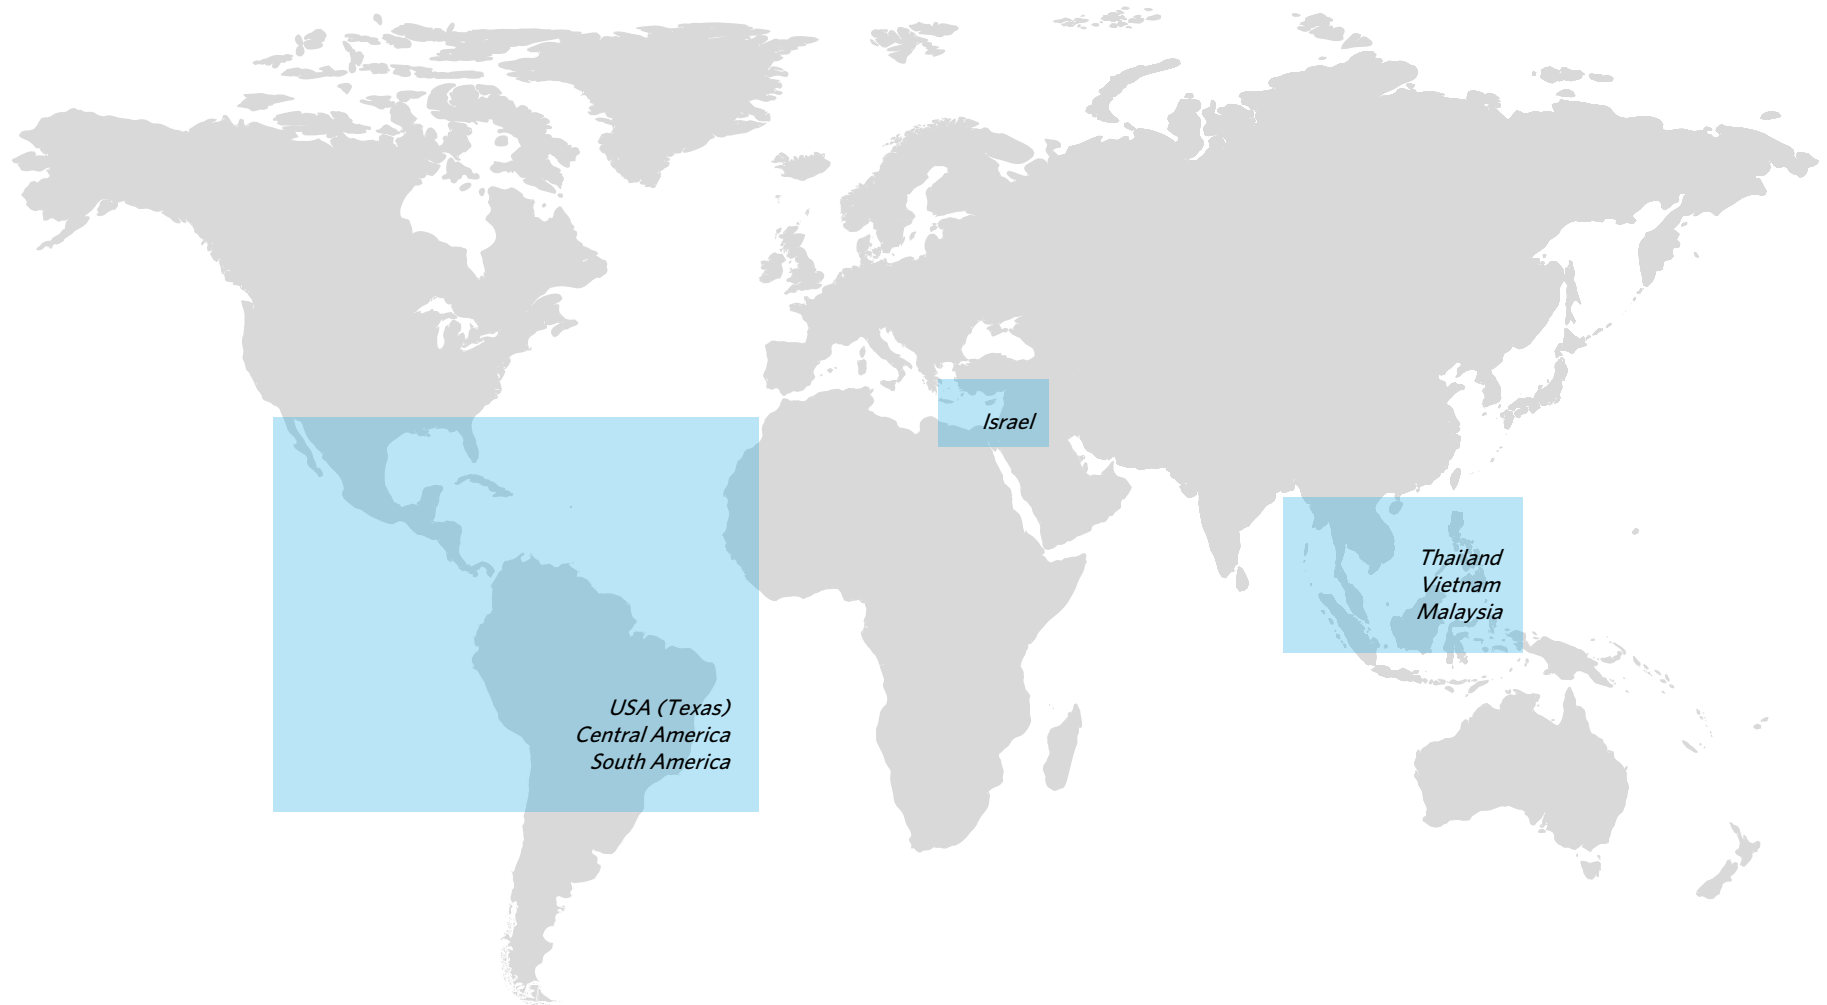 Israel
Thailand
Vietnam
Malaysia
USA (Texas)
Central America
South America